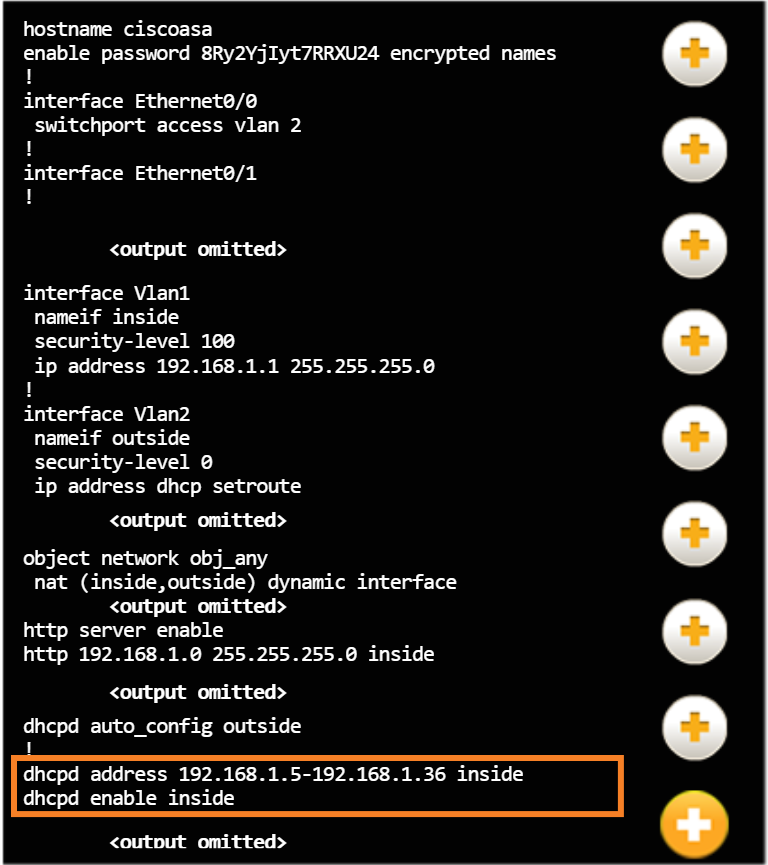 hostname ciscoasa
enable password 8Ry2YjIyt7RRXU24 encrypted names
!
interface Ethernet0/0
switchport access vlan 2
!
interface Ethernet0/1
!
<output omitted>
interface Vlan1
nameif inside
security-level 100
ip address 192.168.1.1 255.255.255.0
!
interface Vlan2
nameif outside
security-level 0
ip address dhcp setroute
<output omitted>
object network obj_any
nat (inside,outside) dynamic interface
<output omitted>
http server enable
http 192.168.1.0 255.255.255.0 inside
<output omitted>
dhcpd auto_config outside
!
dhcpd address 192.168.1.5-192.168.1.36 inside
dhcpd enable inside
<output omitted>